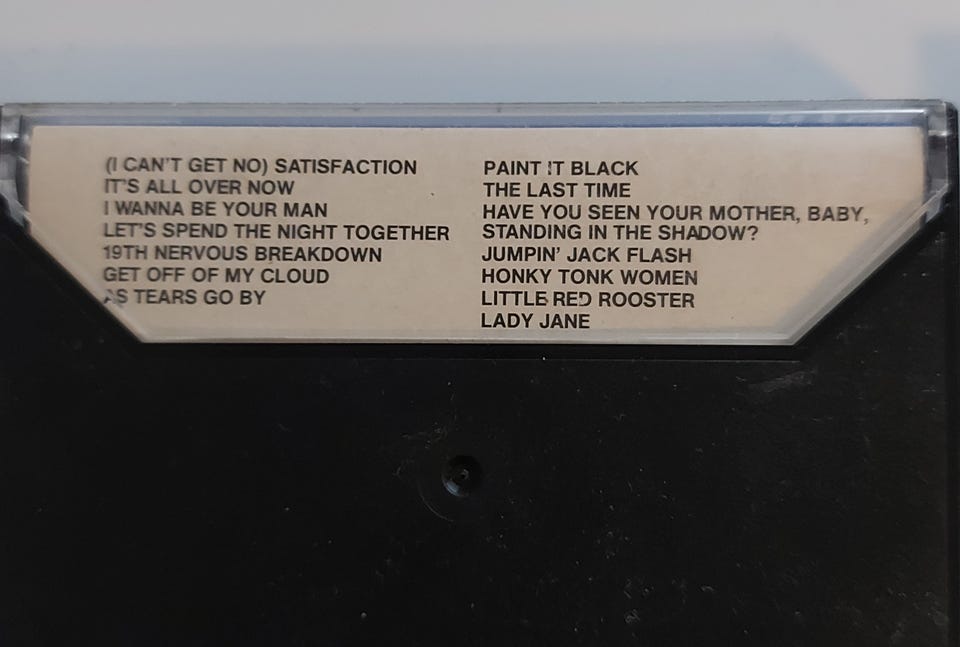 (I CAN'T GET NO) SATISFACTION
IT'S ALL OVER NOW
I WANNA BE YOUR MAN
LET'S SPEND THE NIGHT TOGETHER
19TH NERVOUS BREAKDOWN
GET OFF OF MY CLOUD
AS TEARS GO BY
PAINT IT BLACK
THE LAST TIME
HAVE YOU SEEN YOUR MOTHER, BABY,
STANDING IN THE SHADOW?
JUMPIN' JACK FLASH
HONKY TONK WOMEN
LITTLE RED ROOSTER
LADY JANE